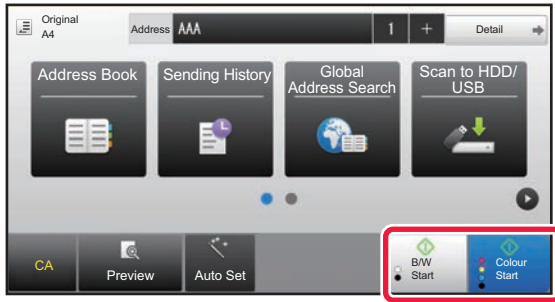 Original
A4
Address AAA 1 + Detail
Address Book
Sending History
Global
Address Search
Scan to HDD/
USB
CA
Preview
Auto Set
B/W
Start
Colour
Start